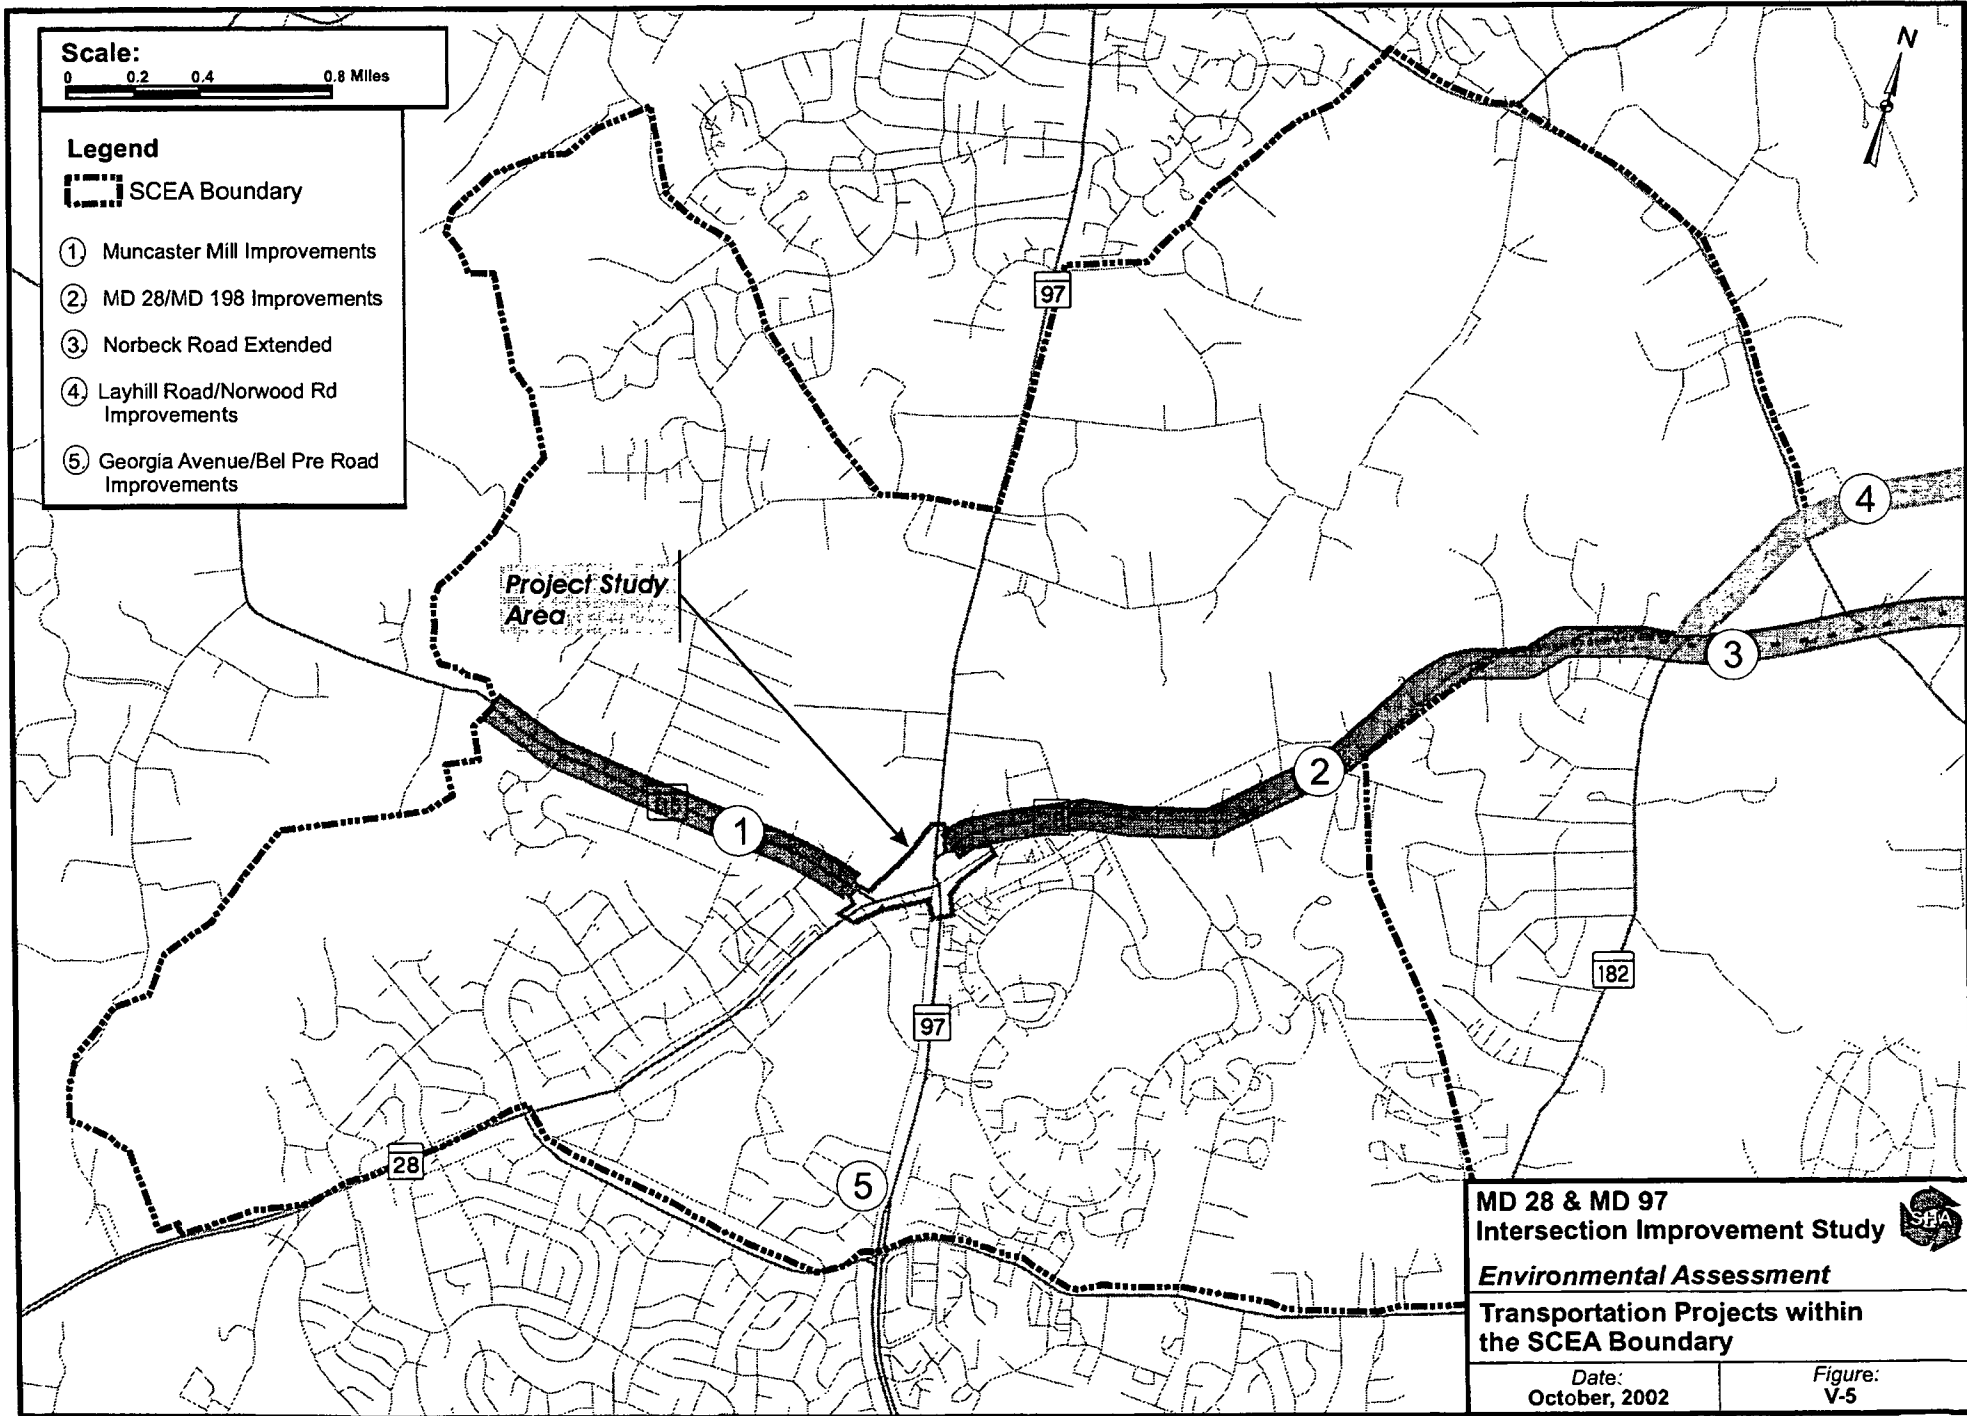 Scale:
0 0.2 0.4 0.8 Miles
Legend
SCEA Boundary
1 Muncaster Mill Improvements
2 MD 28/MD 198 Improvements
3 Norbeck Road Extended
4 Layhill Road/Norwood Rd
Improvements
5 Georgia Avenue/Bel Pre Road
Improvements
N
97
4
Project Study
Area
3
2
115
1
182
97
28
5
MD 28 & MD 97
Intersection Improvement Study
SHA
Environmental Assessment
Transportation Projects within
the SCEA Boundary
Date:
October, 2002
Figure:
V-5